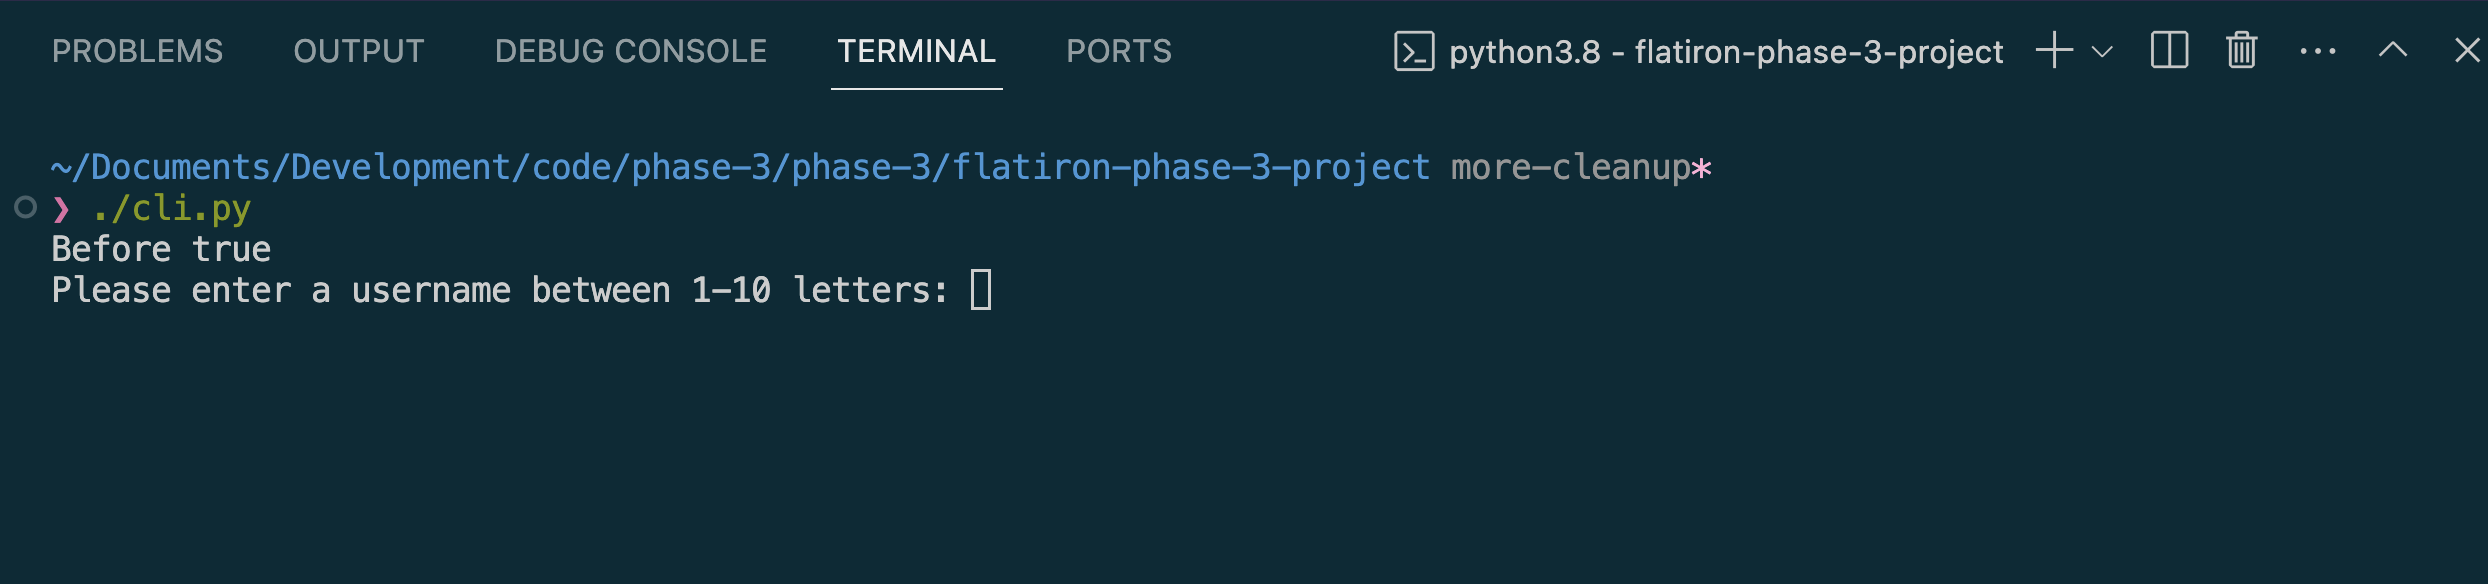 PROBLEMS OUTPUT DEBUG CONSOLE TERMINAL PORTS python3.8 - flatiron-phase-3-project
~/Documents/Development/code/phase-3/phase-3/flatiron-phase-3-project more-cleanup*
❯ ./cli.py
Before true
Please enter a username between 1-10 letters: